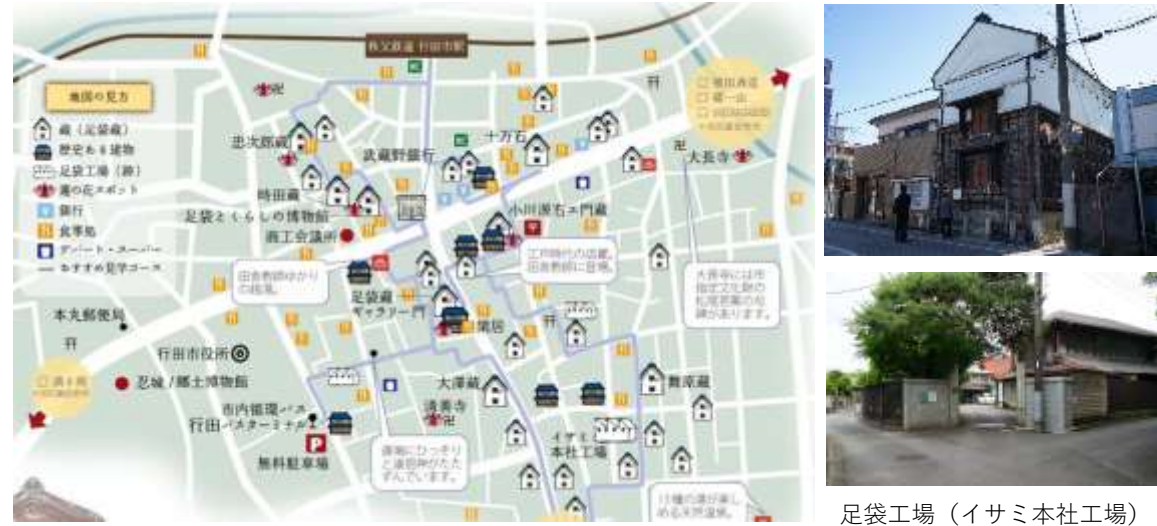 秩父鉄道 行田市駅
地図の見方
蔵（足袋蔵）
歴史ある建物
足袋工場（跡）
蓮の花スポット
銀行
食事処
デパート・スーパー
おすすめ見学コース
忠次郎蔵
武蔵野銀行
十万石
大長寺
時田蔵
足袋とくらしの博物館
商工会議所
小川源右エ門蔵
江戸時代の店蔵。
田舎教師に登場。
田舎教師ゆかり
の銭湯。
大長寺には市
指定文化財の
松尾芭蕉の句
碑があります。
足袋蔵
ギャラリー門
本丸郵便局
行田市役所
忍城/郷土博物館
大澤蔵
清善寺
市内循環バス
行田バスターミナル
無料駐車場
イサミ
本社工場
足袋工場（イサミ本社工場）